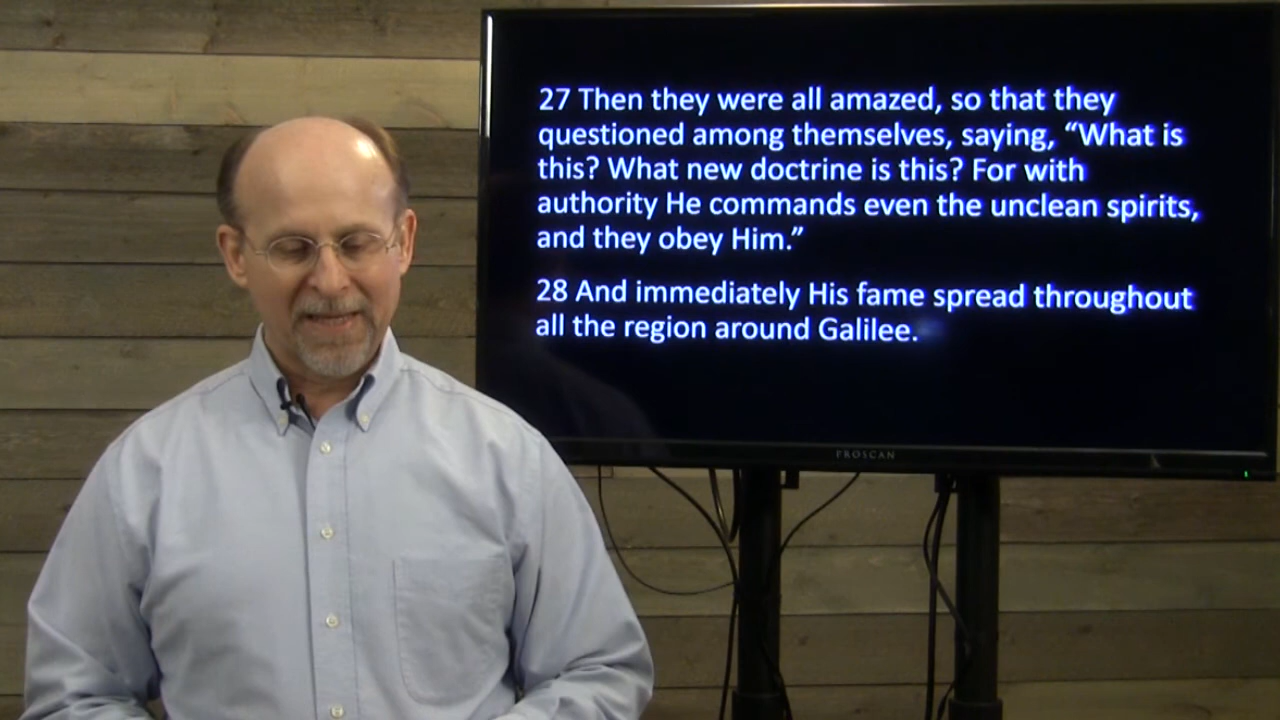 27 Then they were all amazed, so that they
questioned among themselves, saying, “What is
this? What new doctrine is this? For with
authority He commands even the unclean spirits,
and they obey Him.”
28 And immediately His fame spread throughout
all the region around Galilee.
PROSCAN